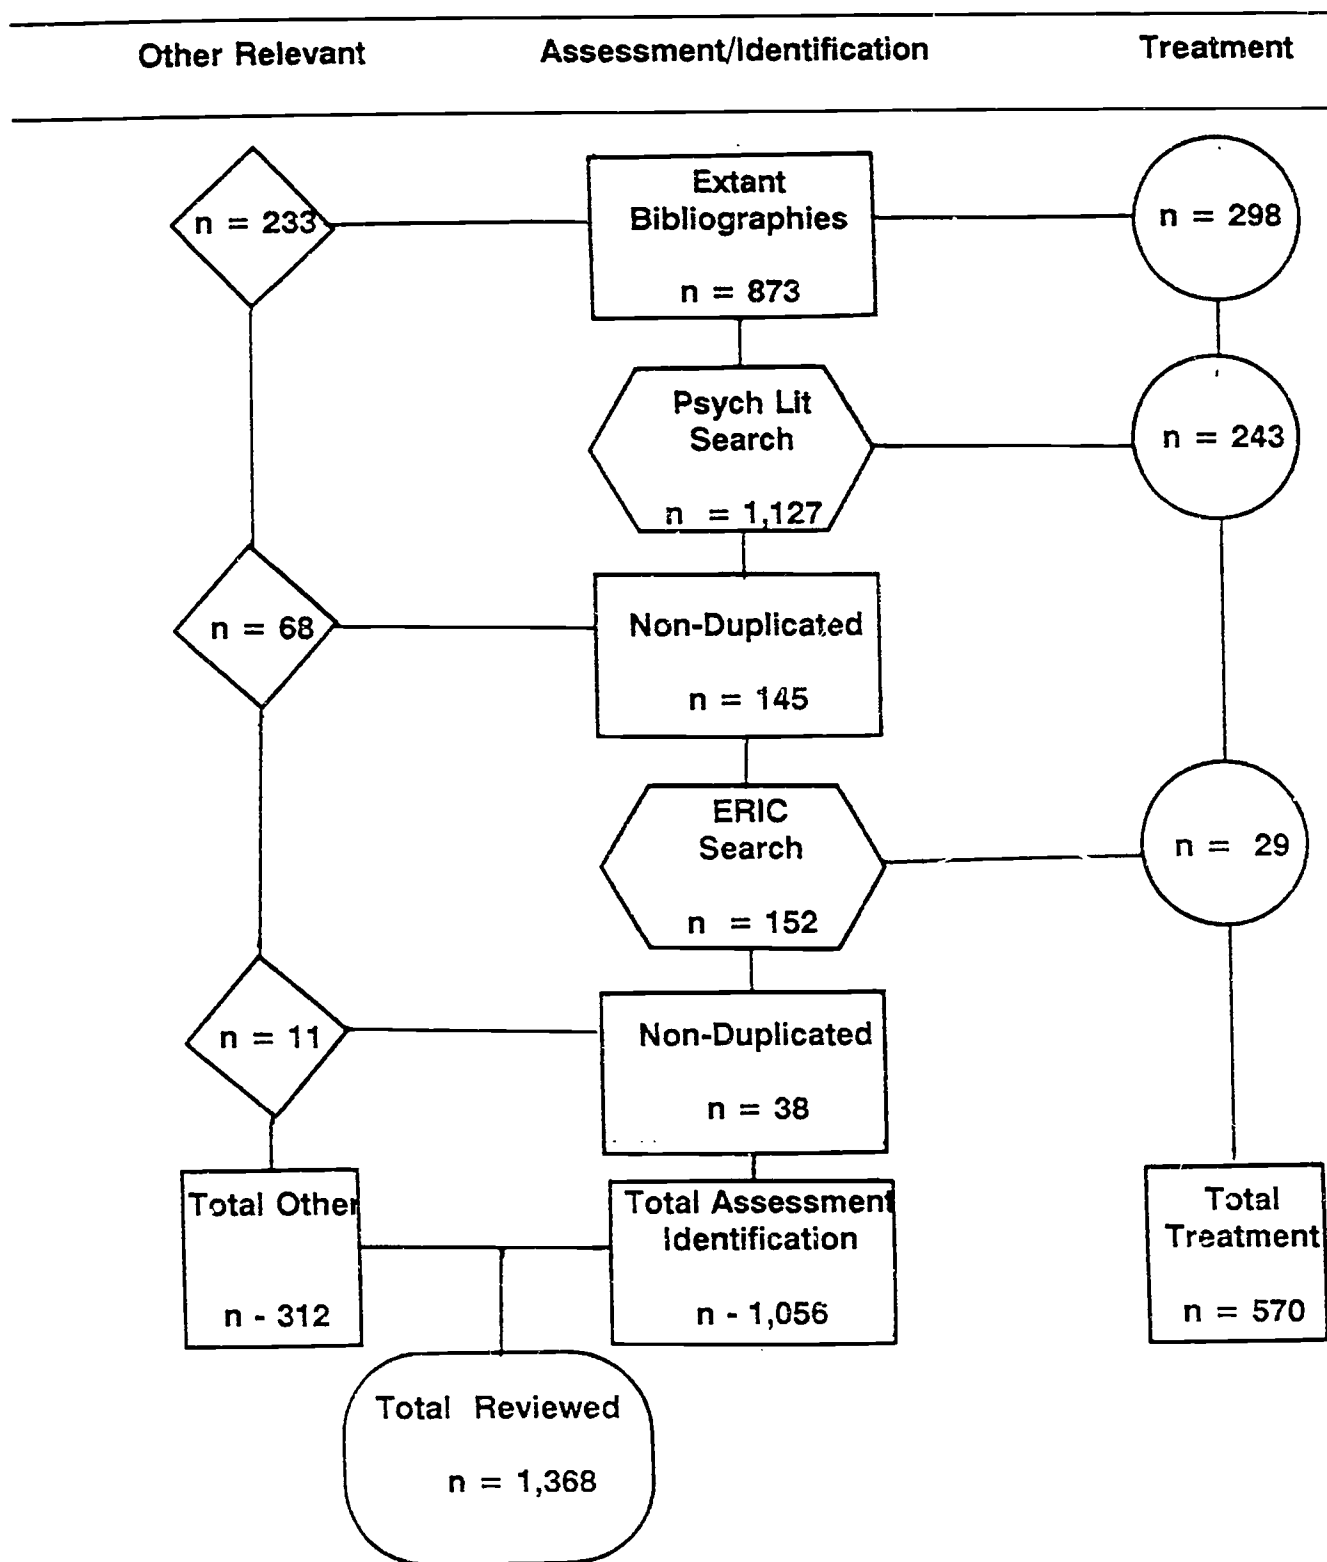 Other Relevant
Assessment/Identification
Treatment
n = 233
Extant
Bibliographies
n = 873
n = 298
Psych Lit
Search
n = 1,127
n = 243
n = 68
Non-Duplicated
n = 145
ERIC
Search
n = 152
n = 29
n = 11
Non-Duplicated
n = 38
Total Other
n - 312
Total Assessment
Identification
n - 1,056
Total
Treatment
n = 570
Total Reviewed
n = 1,368